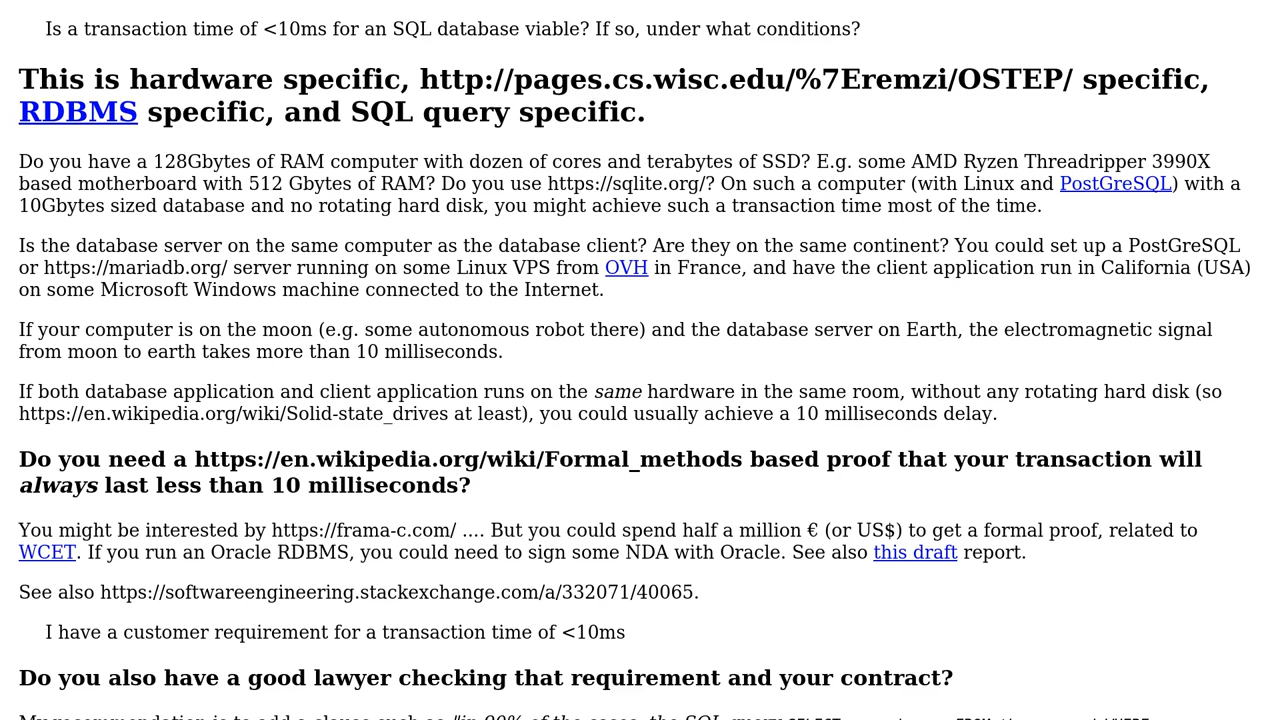 Is a transaction time of <10ms for an SQL database viable? If so, under what conditions?
This is hardware specific, http://pages.cs.wisc.edu/%7Eremzi/OSTEP/ specific,
RDBMS specific, and SQL query specific.
Do you have a 128Gbytes of RAM computer with dozen of cores and terabytes of SSD? E.g. some AMD Ryzen Threadripper 3990X
based motherboard with 512 Gbytes of RAM? Do you use https://sqlite.org/? On such a computer (with Linux and PostGreSQL) with a
10Gbytes sized database and no rotating hard disk, you might achieve such a transaction time most of the time.
Is the database server on the same computer as the database client? Are they on the same continent? You could set up a PostGreSQL
or https://mariadb.org/ server running on some Linux VPS from OVH in France, and have the client application run in California (USA)
on some Microsoft Windows machine connected to the Internet.
If your computer is on the moon (e.g. some autonomous robot there) and the database server on Earth, the electromagnetic signal
from moon to earth takes more than 10 milliseconds.
If both database application and client application runs on the same hardware in the same room, without any rotating hard disk (so
https://en.wikipedia.org/wiki/Solid-state_drives at least), you could usually achieve a 10 milliseconds delay.
Do you need a https://en.wikipedia.org/wiki/Formal_methods based proof that your transaction will
always last less than 10 milliseconds?
You might be interested by https://frama-c.com/ .... But you could spend half a million € (or US$) to get a formal proof, related to
WCET. If you run an Oracle RDBMS, you could need to sign some NDA with Oracle. See also this draft report.
See also https://softwareengineering.stackexchange.com/a/332071/40065.
I have a customer requirement for a transaction time of <10ms
Do you also have a good lawyer checking that requirement and your contract?
My recommendation is to add a clause such as "in 90% of the cases, the SQL